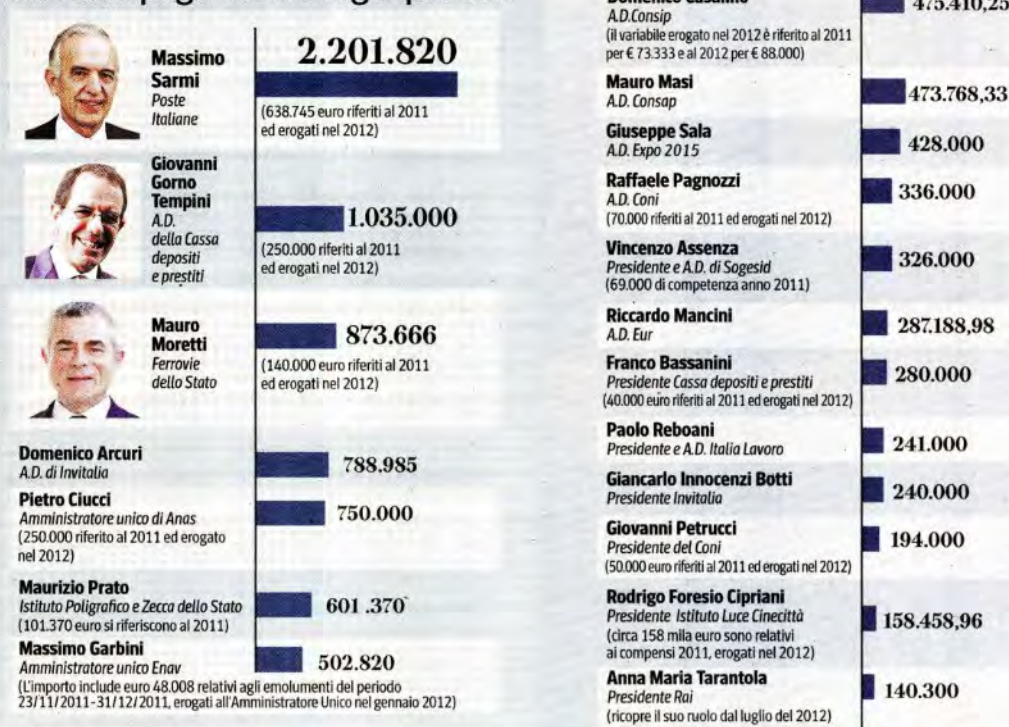 Massimo
Sarmi
Poste
Italiane
2.201.820
(638.745 euro riferiti al 2011
ed erogati nel 2012)
Giovanni
Gorno
Tempini
A.D.
della Cassa
depositi
e prestiti
1.035.000
(250.000 riferiti al 2011
ed erogati nel 2012)
Mauro
Moretti
Ferrovie
dello Stato
873.666
(140.000 euro riferiti al 2011
ed erogati nel 2012)
Domenico Arcuri
A.D. di Invitalia
788.985
Pietro Ciucci
Amministratore unico di Anas
(250.000 riferito al 2011 ed erogato
nel 2012)
750.000
Maurizio Prato
Istituto Poligrafico e Zecca dello Stato
(101.370 euro si riferiscono al 2011)
601.370
Massimo Garbini
Amministratore unico Enav
502.820
(L'importo include euro 48.008 relativi agli emolumenti del periodo
23/11/2011-31/12/2011, erogati all'Amministratore Unico nel gennaio 2012)
A.D.Consip
(il variabile erogato nel 2012 è riferito al 2011
per € 73.333 e al 2012 per € 88.000)
475.410,25
Mauro Masi
A.D. Consap
473.768,33
Giuseppe Sala
A.D. Expo 2015
428.000
Raffaele Pagnozzi
A.D. Coni
(70.000 riferiti al 2011 ed erogati nel 2012)
336.000
Vincenzo Assenza
Presidente e A.D. di Sogesid
(69.000 di competenza anno 2011)
326.000
Riccardo Mancini
A.D. Eur
287.188,98
Franco Bassanini
Presidente Cassa depositi e prestiti
(40.000 euro riferiti al 2011 ed erogati nel 2012)
280.000
Paolo Reboani
Presidente e A.D. Italia Lavoro
241.000
Giancarlo Innocenzi Botti
Presidente Invitalia
240.000
Giovanni Petrucci
Presidente del Coni
(50.000 euro riferiti al 2011 ed erogati nel 2012)
194.000
Rodrigo Foresio Cipriani
Presidente Istituto Luce Cinecittà
(circa 158 mila euro sono relativi
ai compensi 2011, erogati nel 2012)
158.458,96
Anna Maria Tarantola
Presidente Rai
(ricopre il suo ruolo dal luglio del 2012)
140.300